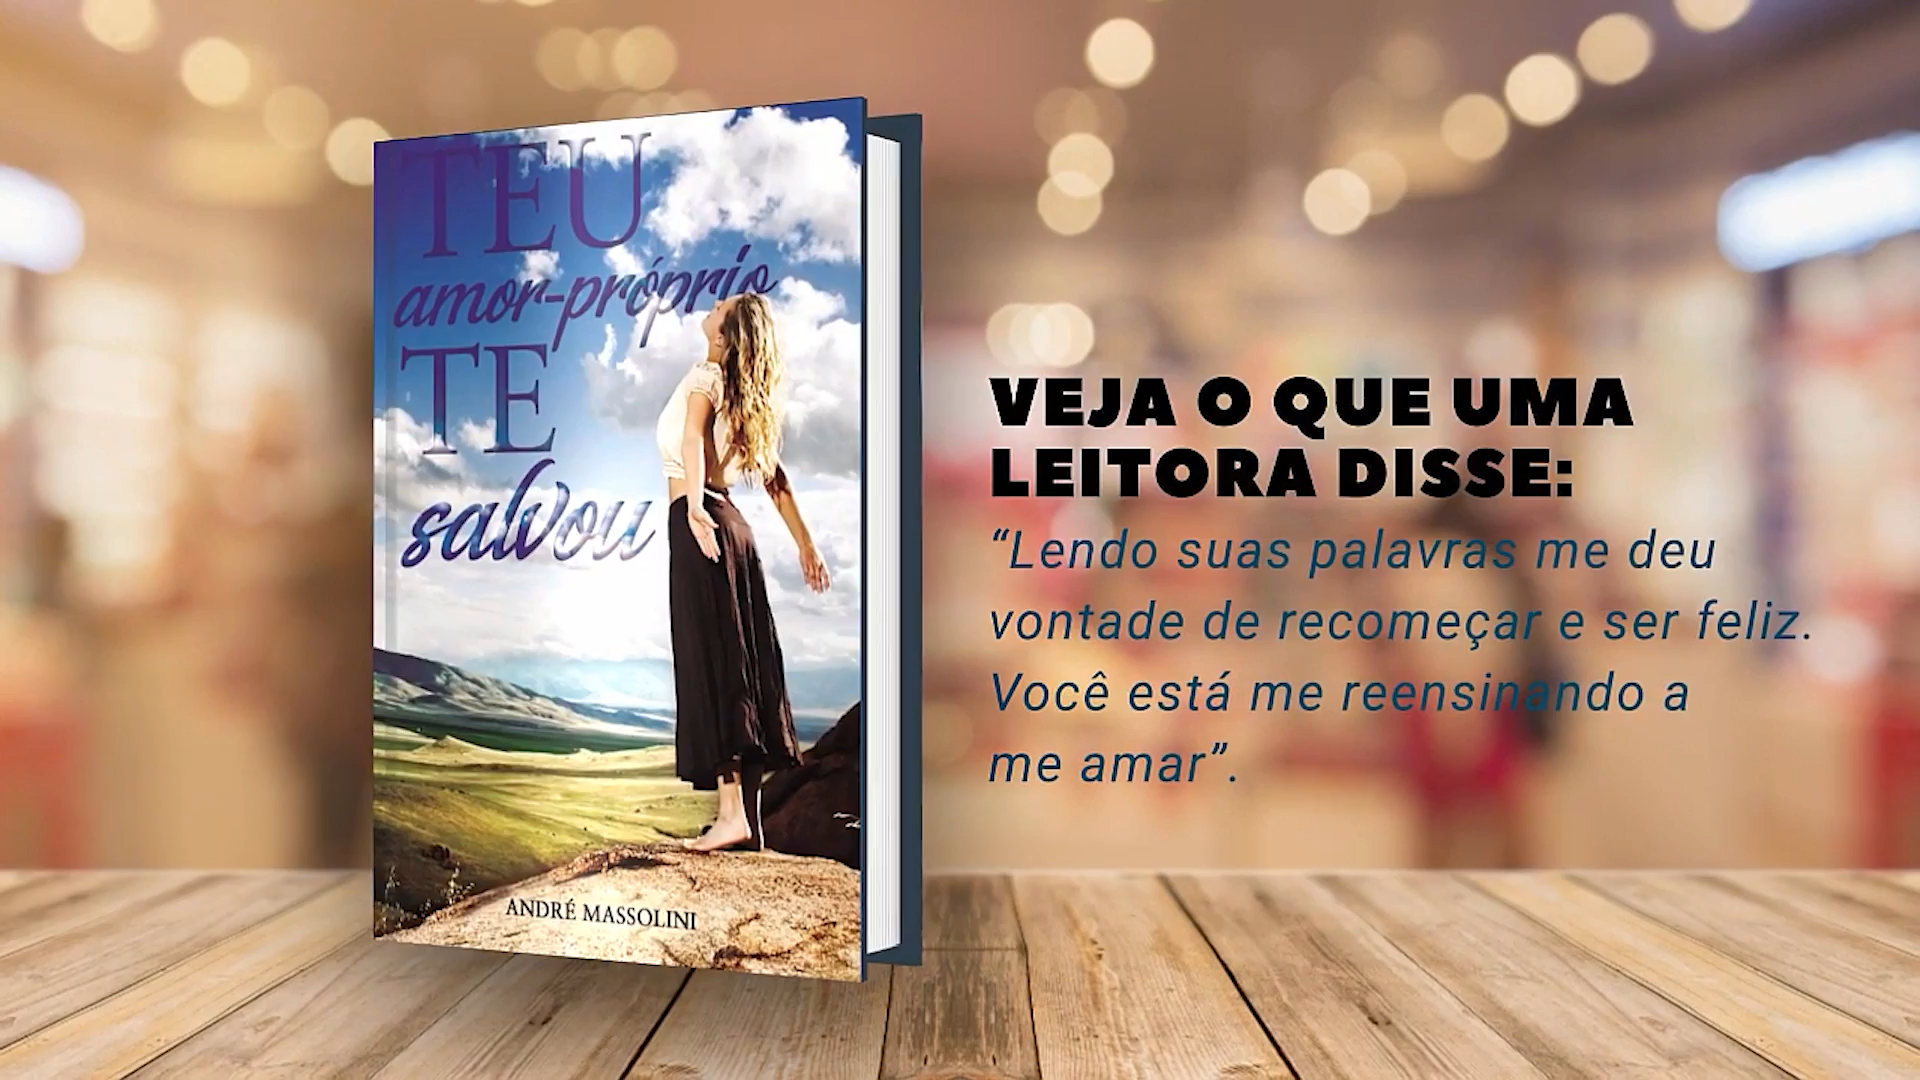 TEU
amor-próprio
TE
salvou
ANDRÉ MASSOLINI
VEJA O QUE UMA
LEITORA DISSE:
“Lendo suas palavras me deu
vontade de recomeçar e ser feliz.
Você está me reensinando a
me amar”.